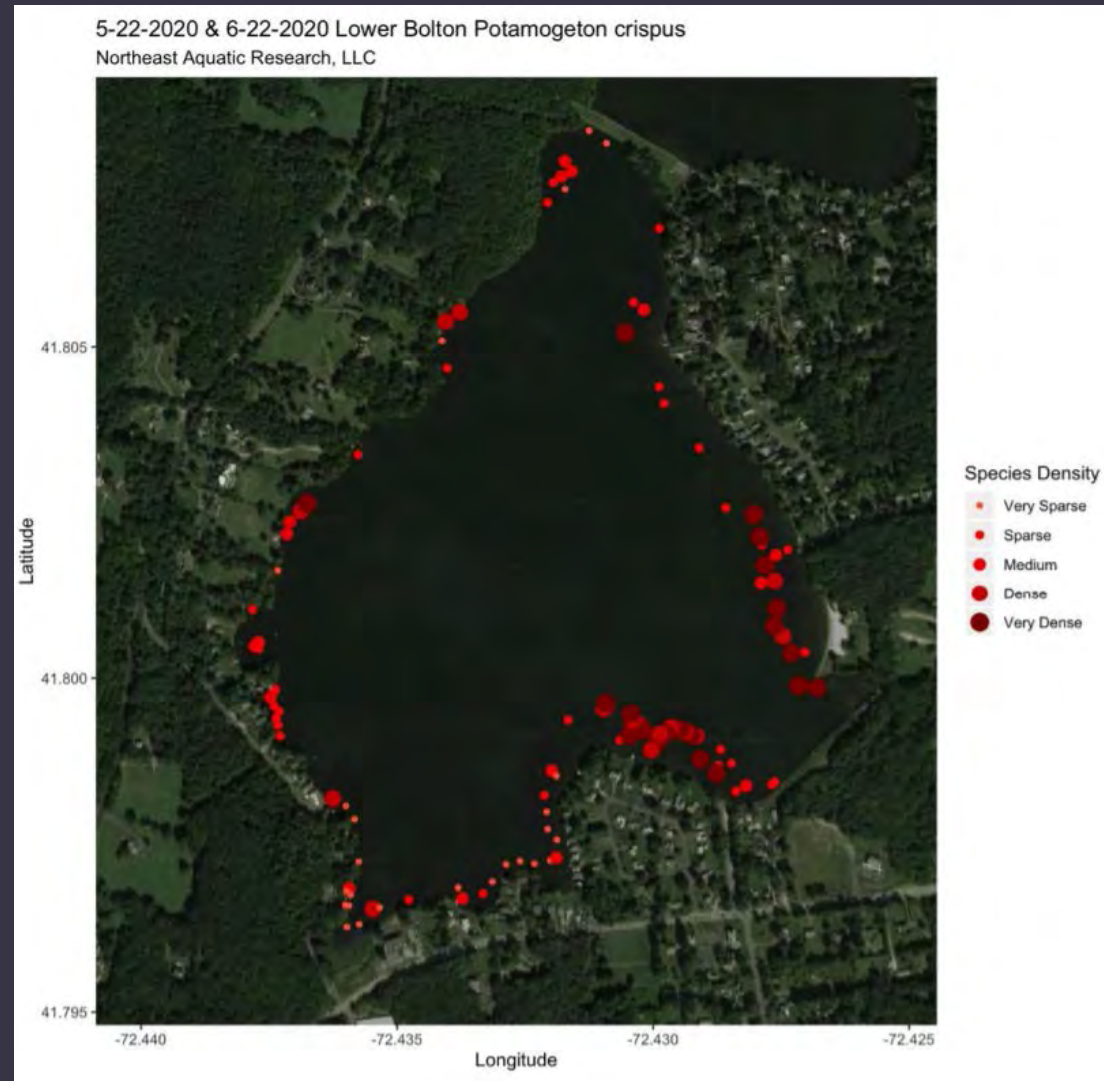 5-22-2020 & 6-22-2020 Lower Bolton Potamogeton crispus
Northeast Aquatic Research, LLC
41.805
41.800
41.795
Latitude
-72.440
-72.435
-72.430
-72.425
Longitude
Species Density
Very Sparse
Sparse
Medium
Dense
Very Dense